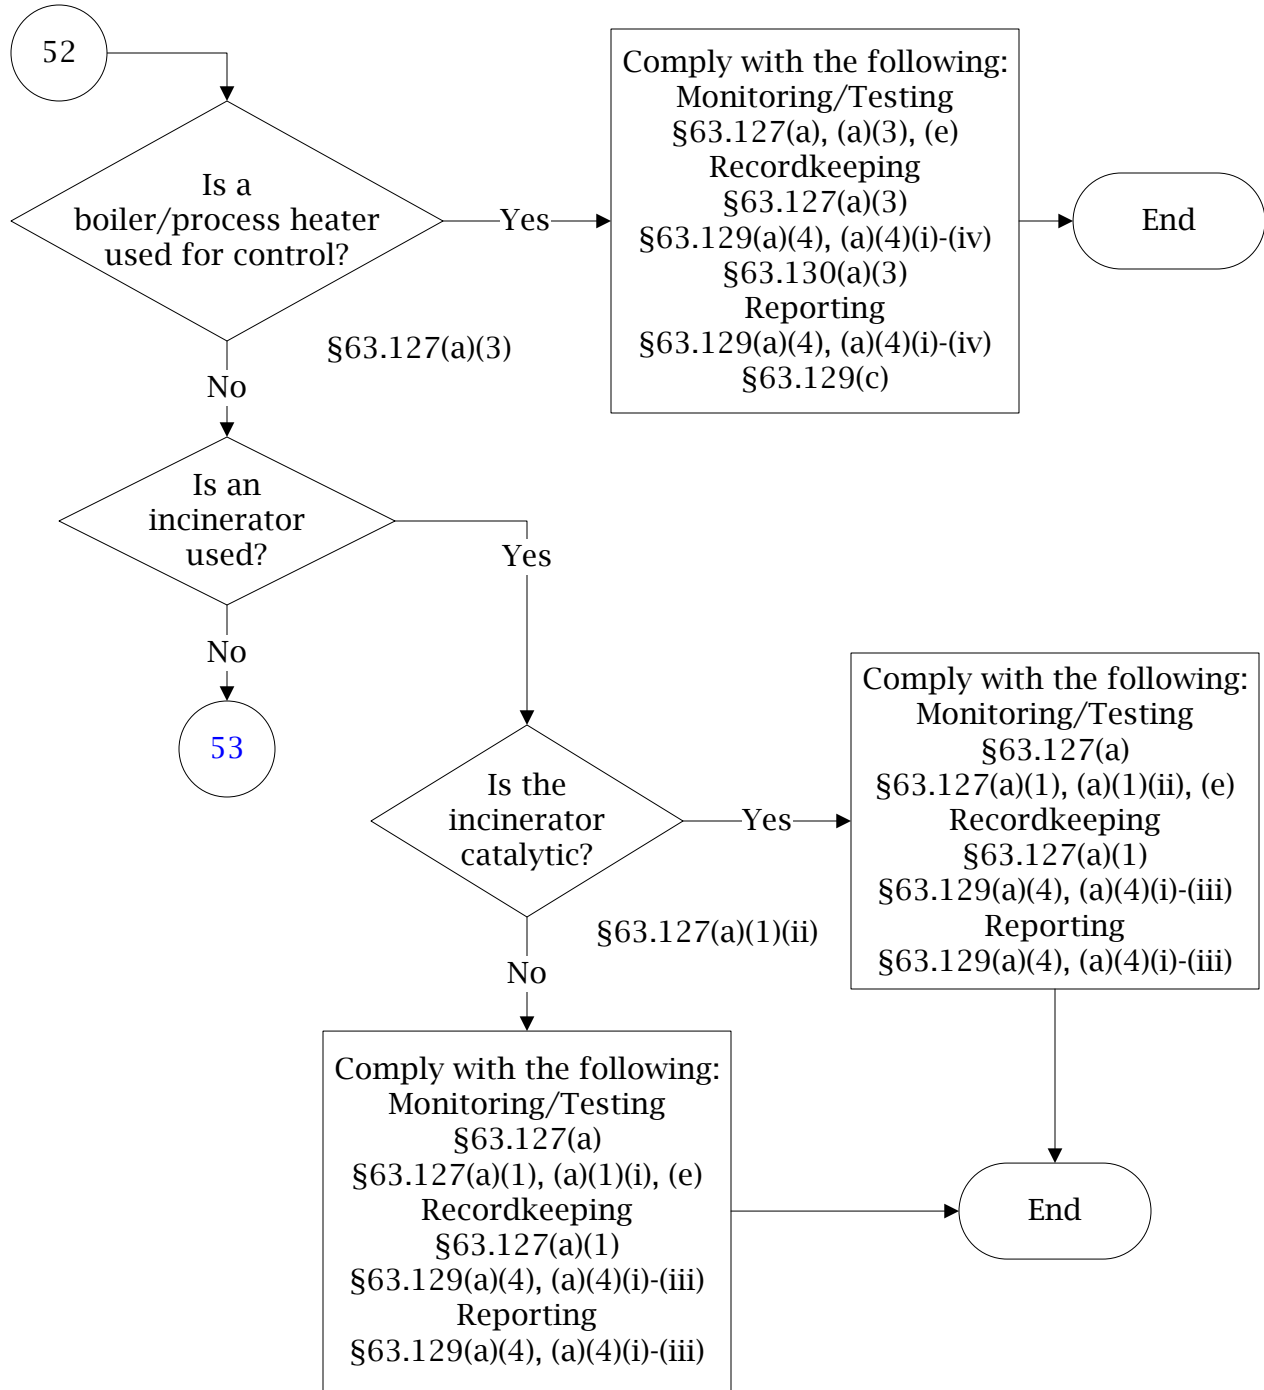 52
Is a
boiler/process heater
used for control?
Yes
Comply with the following:
Monitoring/Testing
§63.127(a), (a)(3), (e)
Recordkeeping
§63.127(a)(3)
§63.129(a)(4), (a)(4)(i)-(iv)
§63.130(a)(3)
Reporting
§63.129(a)(4), (a)(4)(i)-(iv)
§63.129(c)
End
§63.127(a)(3)
No
Is an
incinerator
used?
Yes
No
53
Is the
incinerator
catalytic?
Yes
Comply with the following:
Monitoring/Testing
§63.127(a)
§63.127(a)(1), (a)(1)(ii), (e)
Recordkeeping
§63.127(a)(1)
§63.129(a)(4), (a)(4)(i)-(iii)
Reporting
§63.129(a)(4), (a)(4)(i)-(iii)
§63.127(a)(1)(ii)
No
Comply with the following:
Monitoring/Testing
§63.127(a)
§63.127(a)(1), (a)(1)(i), (e)
Recordkeeping
§63.127(a)(1)
§63.129(a)(4), (a)(4)(i)-(iii)
Reporting
§63.129(a)(4), (a)(4)(i)-(iii)
End